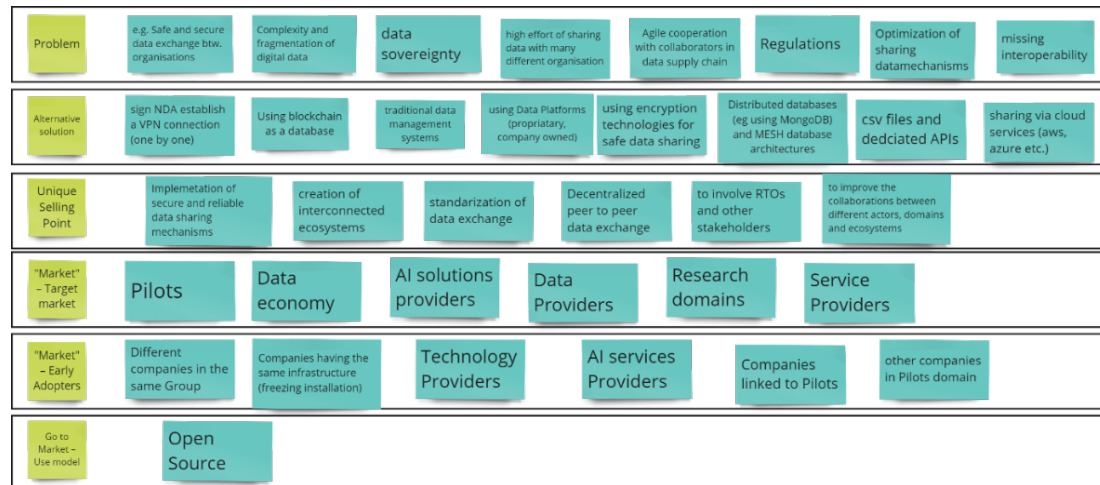 Problem
e.g. Safe and secure
data exchange btw.
organisations
Complexity and
fragmentation of
digital data
data
sovereignty
high effort of sharing
data with many
different organisation
Agile cooperation
with collaborators in
data supply chain
Regulations
Optimization of
sharing
datamechanisms
missing
interoperability
Alternative
solution
sign NDA establish
a VPN connection
(one by one)
Using blockchain
as a database
traditional data
management
systems
using Data Platforms
(propriatary,
company owned)
using encryption
technologies for
safe data sharing
Distributed databases
(eg using MongoDB)
and MESH database
architectures
csv files and
dedciated APIs
sharing via cloud
services (aws,
azure etc.)
Unique
Selling
Point
Implemetation of
secure and reliable
data sharing
mechanisms
creation of
interconnected
ecosystems
standarization of
data exchange
Decentralized
peer to peer
data exchange
to involve RTOs
and other
stakeholders
to improve the
collaborations between
different actors, domains
and ecosystems
"Market"
– Target
market
Pilots
Data
economy
AI solutions
providers
Data
Providers
Research
domains
Service
Providers
"Market"
– Early
Adopters
Different
companies in the
same Group
Companies having the
same infrastructure
(freezing installation)
Technology
Providers
AI services
Providers
Companies
linked to Pilots
other companies
in Pilots domain
Go to
Market –
Use model
Open
Source